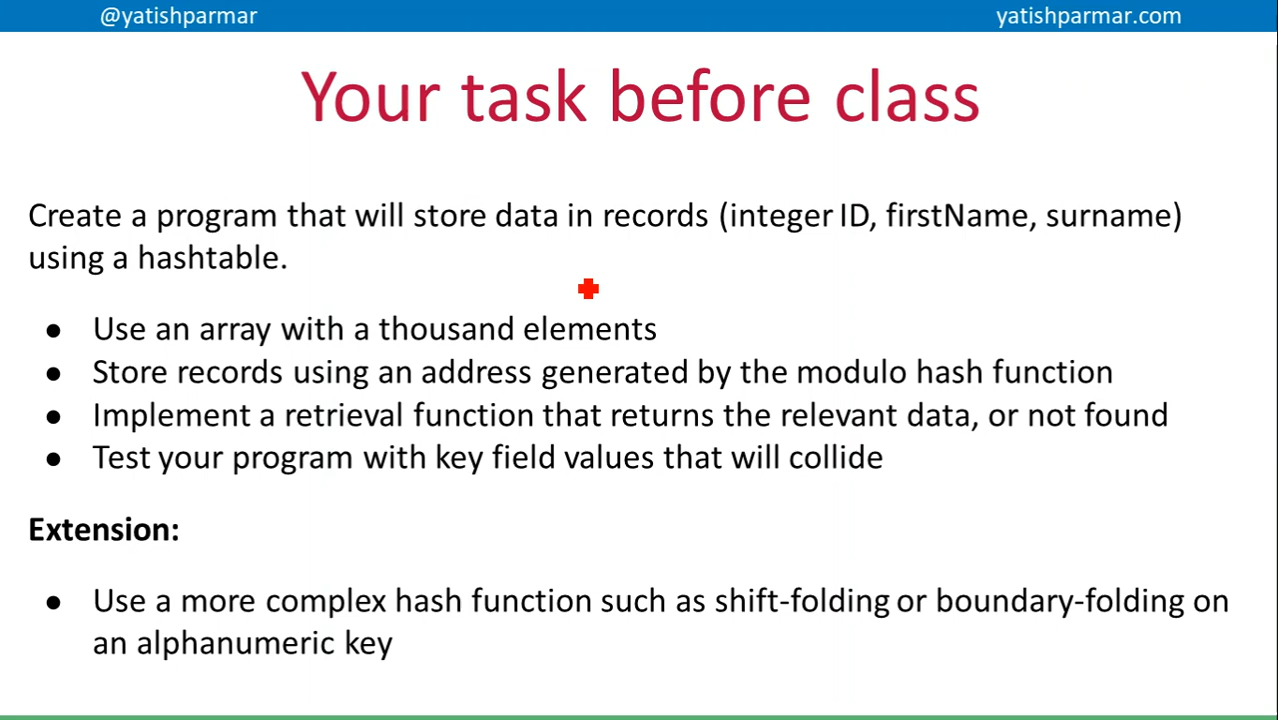 @yatishparmar
yatishparmar.com
Your task before class
Create a program that will store data in records (integer ID, firstName, surname)
using a hashtable.
● Use an array with a thousand elements
● Store records using an address generated by the modulo hash function
● Implement a retrieval function that returns the relevant data, or not found
● Test your program with key field values that will collide
Extension:
● Use a more complex hash function such as shift-folding or boundary-folding on
an alphanumeric key